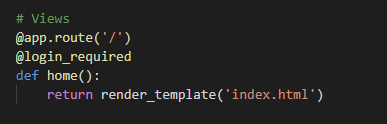 # Views
@app.route('/')
@login_required
def home():
    return render_template('index.html')